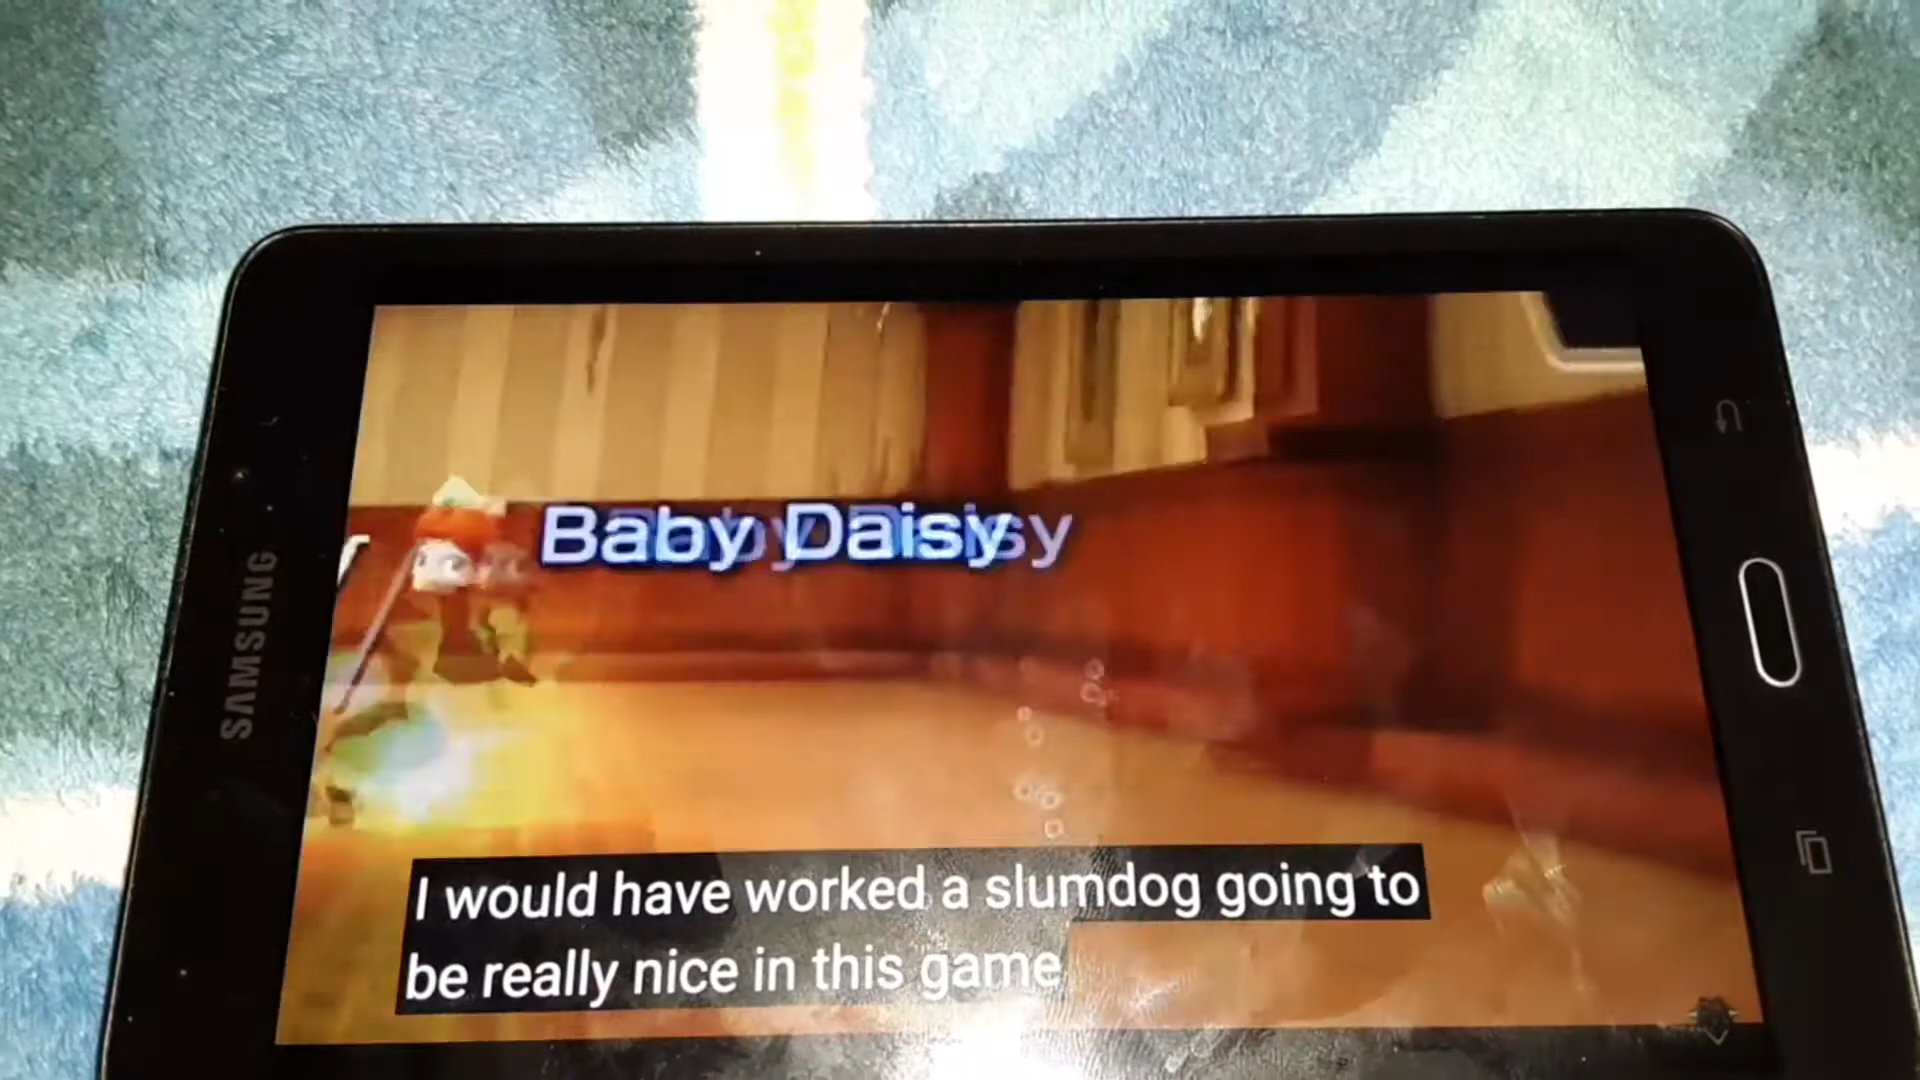 SAMSUNG
Baby Daisy
I would have worked a slumdog going to
be really nice in this game